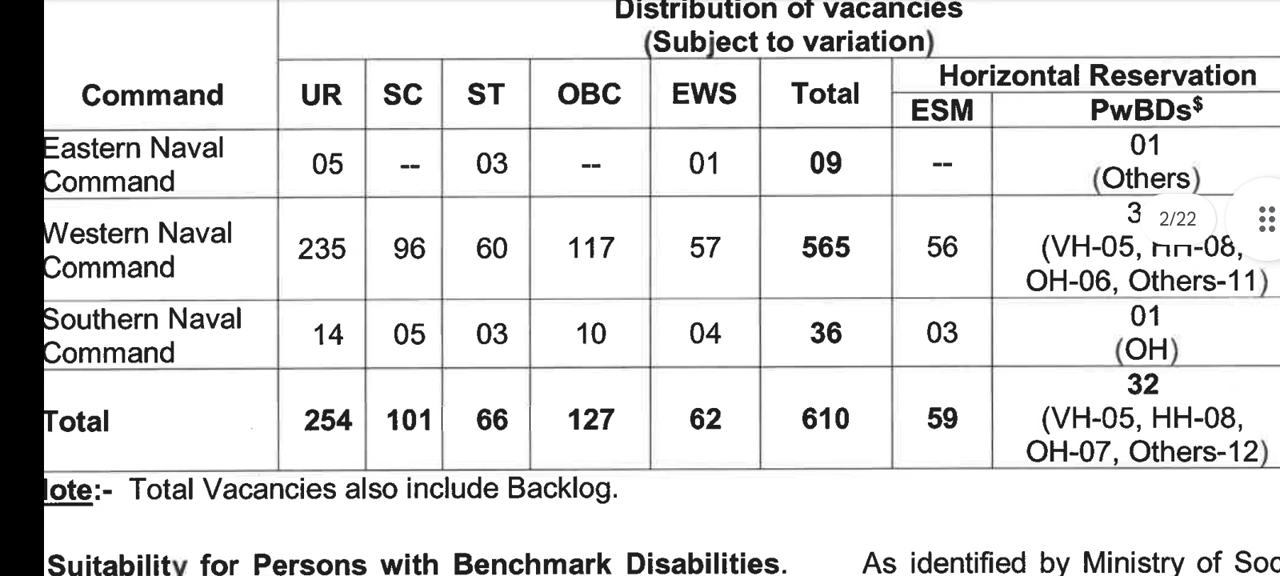 Distribution of vacancies
(Subject to variation)
Command UR SC ST OBC EWS Total Horizontal Reservation
ESM PwBDs$
Eastern Naval Command 05 -- 03 -- 01 09 -- 01 (Others)
Western Naval Command 235 96 60 117 57 565 56 (VH-05, -08, OH-06, Others-11)
2/22
Southern Naval Command 14 05 03 10 04 36 03 01 (OH)
Total 254 101 66 127 62 610 59 32 (VH-05, HH-08, OH-07, Others-12)
ote:- Total Vacancies also include Backlog.
Suitability for Persons with Benchmark Disabilities. As identified by Ministry of Soc